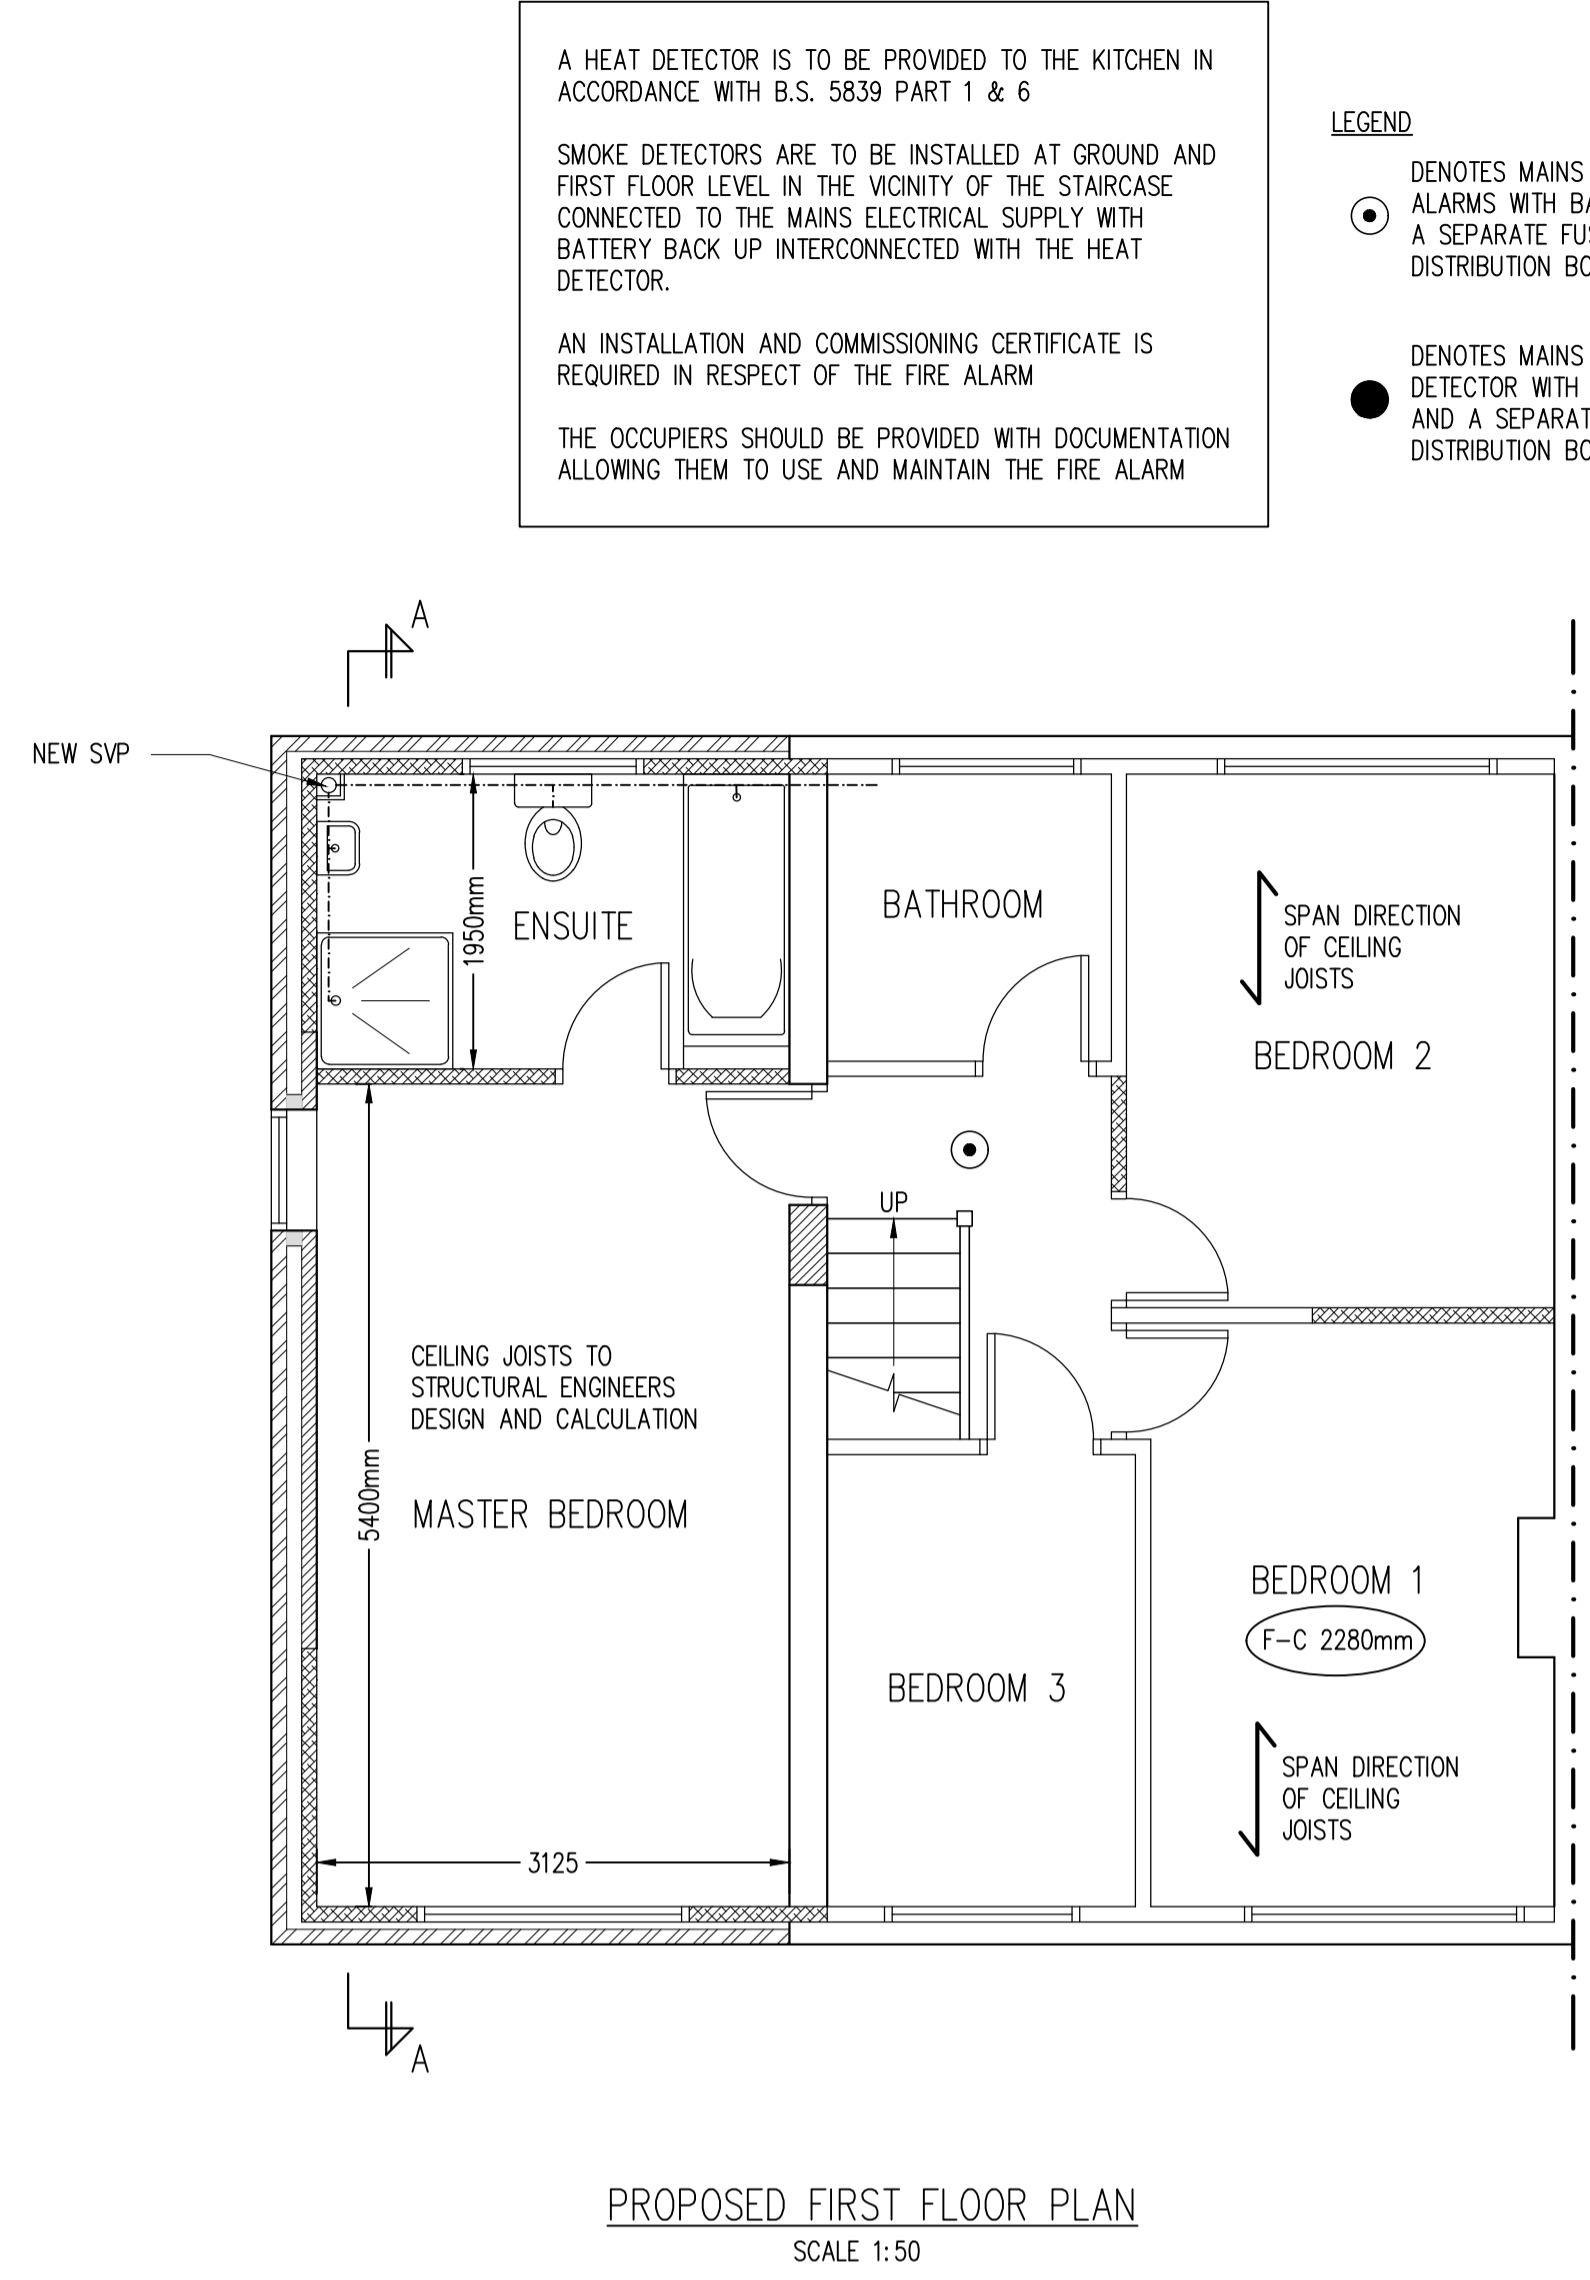 A HEAT DETECTOR IS TO BE PROVIDED TO THE KITCHEN IN
ACCORDANCE WITH B.S. 5839 PART 1 & 6
SMOKE DETECTORS ARE TO BE INSTALLED AT GROUND AND
FIRST FLOOR LEVEL IN THE VICINITY OF THE STAIRCASE
CONNECTED TO THE MAINS ELECTRICAL SUPPLY WITH
BATTERY BACK UP INTERCONNECTED WITH THE HEAT
DETECTOR.
AN INSTALLATION AND COMMISSIONING CERTIFICATE IS
REQUIRED IN RESPECT OF THE FIRE ALARM
THE OCCUPIERS SHOULD BE PROVIDED WITH DOCUMENTATION
ALLOWING THEM TO USE AND MAINTAIN THE FIRE ALARM
LEGEND
DENOTES MAINS
ALARMS WITH
A SEPARATE
DISTRIBUTION
DENOTES MAINS
DETECTOR WITH
AND A
DISTRIBUTION
A
NEW SVP
1950mm
ENSUITE
BATHROOM
SPAN DIRECTION
OF CEILING
JOISTS
BEDROOM 2
UP
CEILING JOISTS TO
STRUCTURAL ENGINEERS
DESIGN AND CALCULATION
5400mm
MASTER BEDROOM
BEDROOM 1
F-C 2280mm
BEDROOM 3
SPAN DIRECTION
OF CEILING
JOISTS
3125
A
PROPOSED FIRST FLOOR PLAN
SCALE 1:50